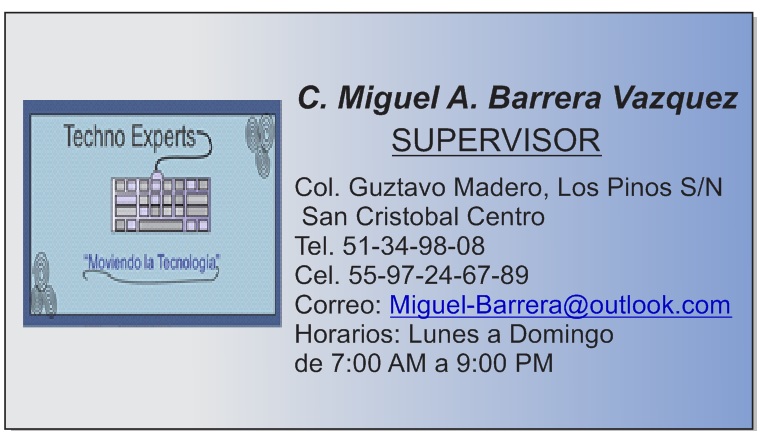 Techno Experts
"Moviendo la Tecnologia"
C. Miguel A. Barrera Vazquez
SUPERVISOR
Col. Guztavo Madero, Los Pinos S/N
San Cristobal Centro
Tel. 51-34-98-08
Cel. 55-97-24-67-89
Correo: Miguel-Barrera@outlook.com
Horarios: Lunes a Domingo
de 7:00 AM a 9:00 PM